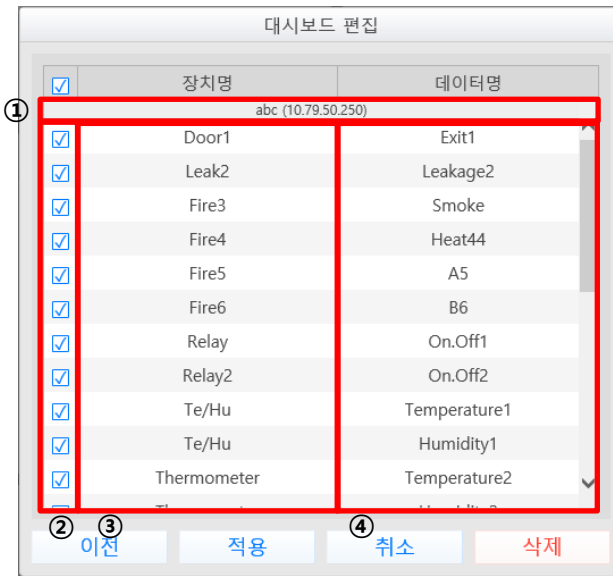 대시보드 편집
장치명 데이터명
① abc (10.79.50.250)
Door1 Exit1
Leak2 Leakage2
Fire3 Smoke
Fire4 Heat44
Fire5 A5
Fire6 B6
Relay On.Off1
Relay2 On.Off2
Te/Hu Temperature1
Te/Hu Humidity1
Thermometer Temperature2
② ③ ④
이전 적용 취소 삭제